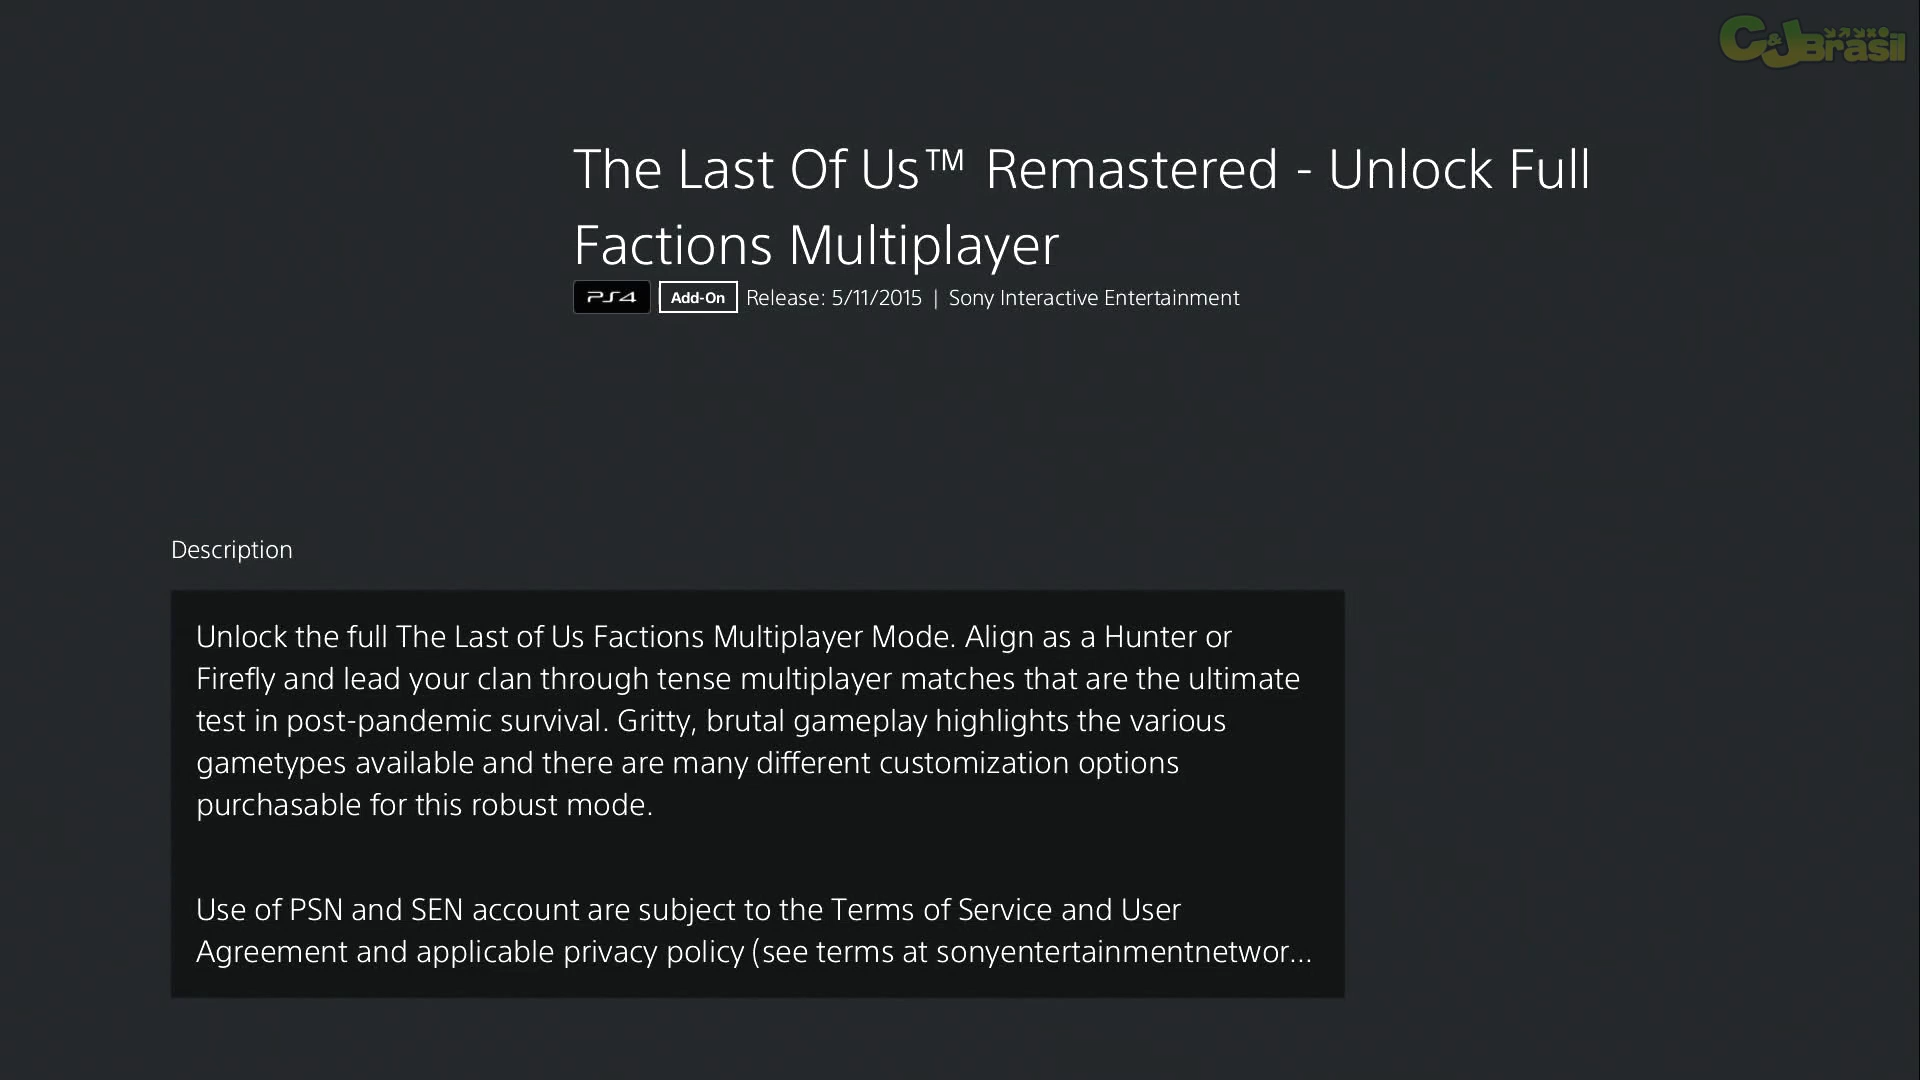 C&J Brasil
The Last Of Us™ Remastered - Unlock Full
Factions Multiplayer
PS4 Add-On Release: 5/11/2015 | Sony Interactive Entertainment
Description
Unlock the full The Last of Us Factions Multiplayer Mode. Align as a Hunter or
Firefly and lead your clan through tense multiplayer matches that are the ultimate
test in post-pandemic survival. Gritty, brutal gameplay highlights the various
gametypes available and there are many different customization options
purchasable for this robust mode.
Use of PSN and SEN account are subject to the Terms of Service and User
Agreement and applicable privacy policy (see terms at sonyentertainmentnetwor...